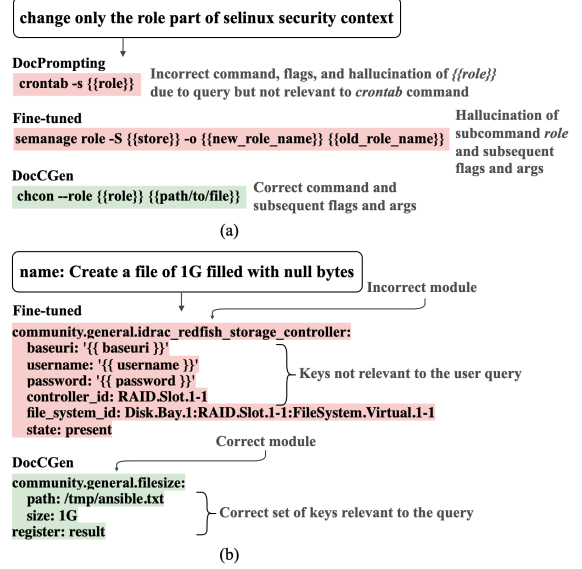 change only the role part of selinux security context
DocPrompting
crontab -s {{role}}
Incorrect command, flags, and hallucination of {{role}}
due to query but not relevant to crontab command
Fine-tuned
semanage role -S {{store}} -o {{new_role_name}} {{old_role_name}}
Hallucination of
subcommand role
and subsequent
flags and args
DocCGen
chcon --role {{role}} {{path/to/file}}
Correct command and
subsequent flags and args
(a)
name: Create a file of 1G filled with null bytes
Incorrect module
Fine-tuned
community.general.idrac_redfish_storage_controller:
baseuri: '{{ baseuri }}'
username: '{{ username }}'
password: '{{ password }}'
controller_id: RAID.Slot.1-1
file_system_id: Disk.Bay.1:RAID.Slot.1-1:FileSystem.Virtual.1-1
state: present
Keys not relevant to the user query
Correct module
DocCGen
community.general.filesize:
path: /tmp/ansible.txt
size: 1G
register: result
Correct set of keys relevant to the query
(b)